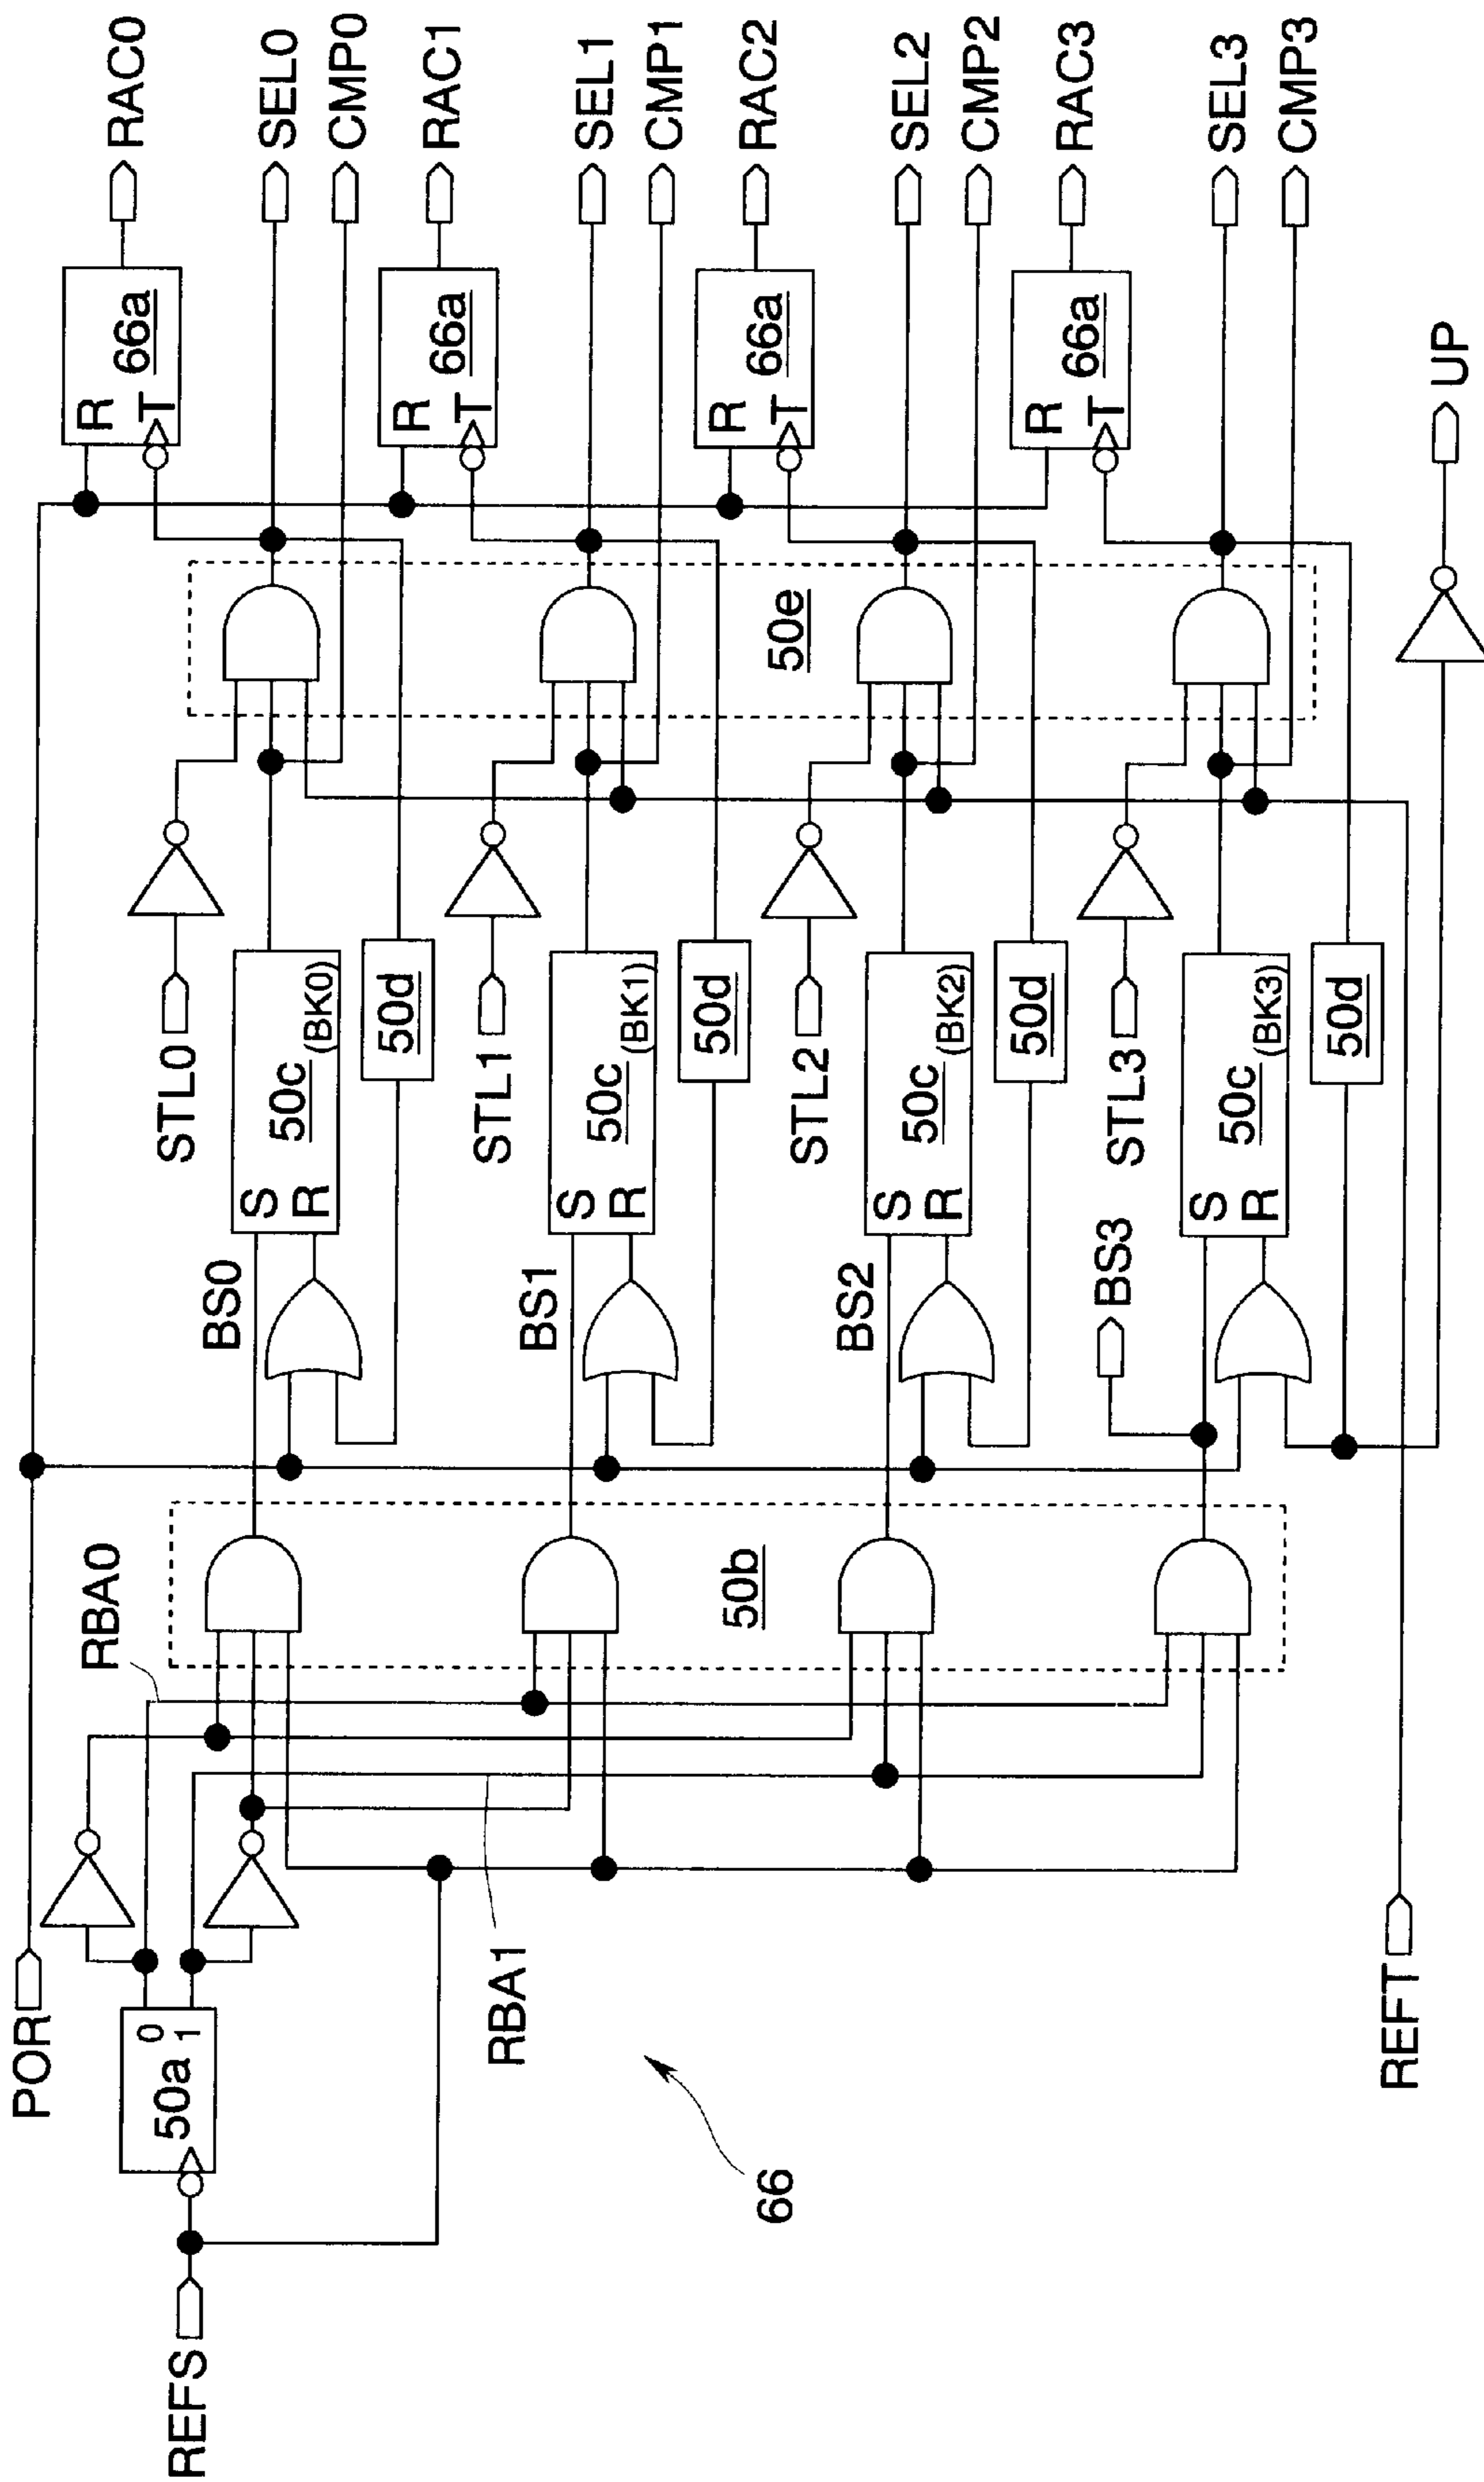 POR
REFS
50a
0
1
RBA0
RBA1
66
REFT
50b
BS0
BS1
BS2
BS3
STL0
S
R
50c
(BK0)
50d
STL1
S
R
50c
(BK1)
50d
STL2
S
R
50c
(BK2)
50d
STL3
S
R
50c
(BK3)
50d
50e
R
T
66a
RAC0
SEL0
CMP0
R
T
66a
RAC1
SEL1
CMP1
R
T
66a
RAC2
SEL2
CMP2
R
T
66a
RAC3
SEL3
CMP3
UP